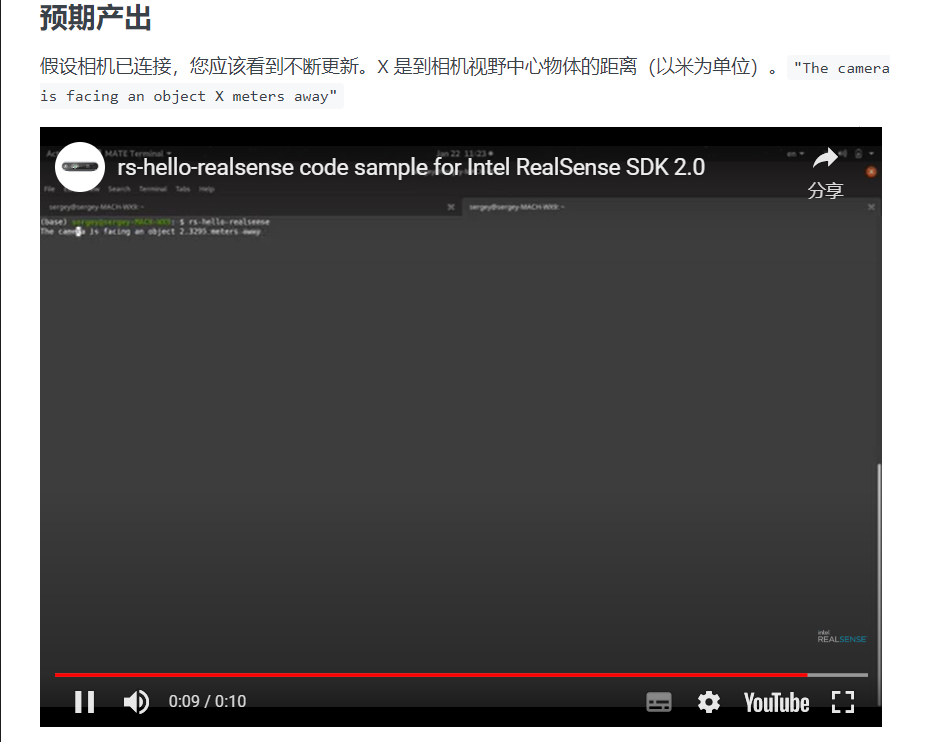 预期产出
假设相机已连接，您应该看到不断更新。X 是到相机视野中心物体的距离（以米为单位）。 "The camera
is facing an object X meters away"
MATE Terminal
Jan 22 11:23
en
rs-hello-realsense code sample for Intel RealSense SDK 2.0
分享
File Search Terminal Tabs Help
sergey@sergey-MACH-WX9: ~
sergey@sergey-MACH-WX9: ~
(base) sergey@sergey-MACH-WX9:~$ rs-hello-realsense
The camera is facing an object 2.3295 meters away
intel
REALSENSE
0:09 / 0:10
YouTube